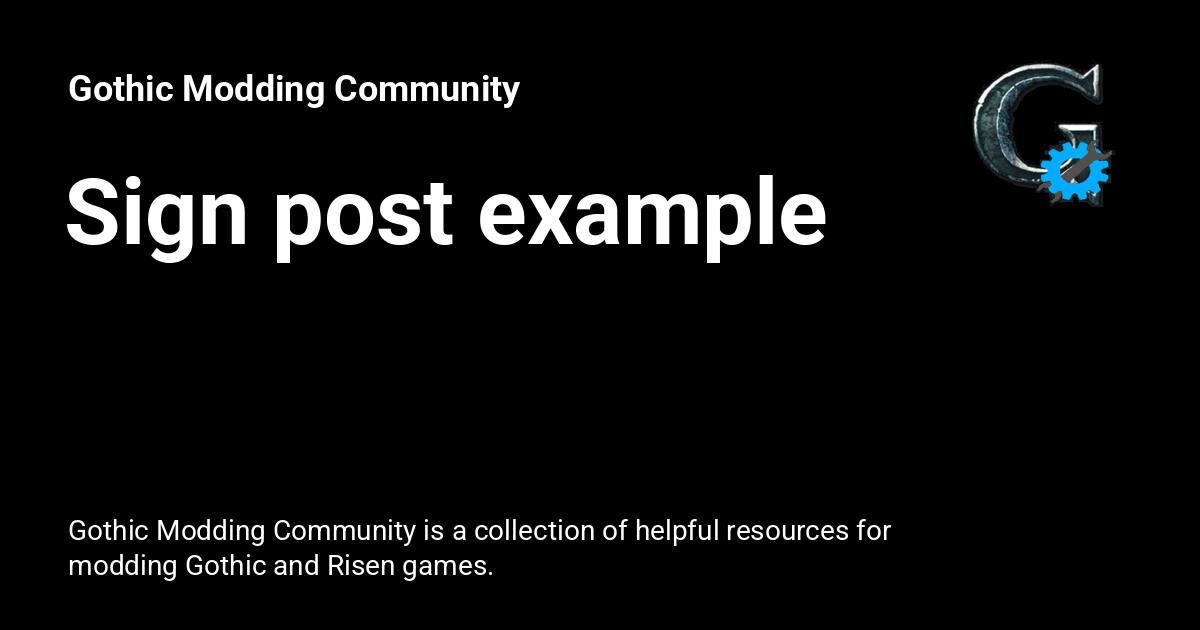 Gothic Modding Community
G
Sign post example
Gothic Modding Community is a collection of helpful resources for
modding Gothic and Risen games.